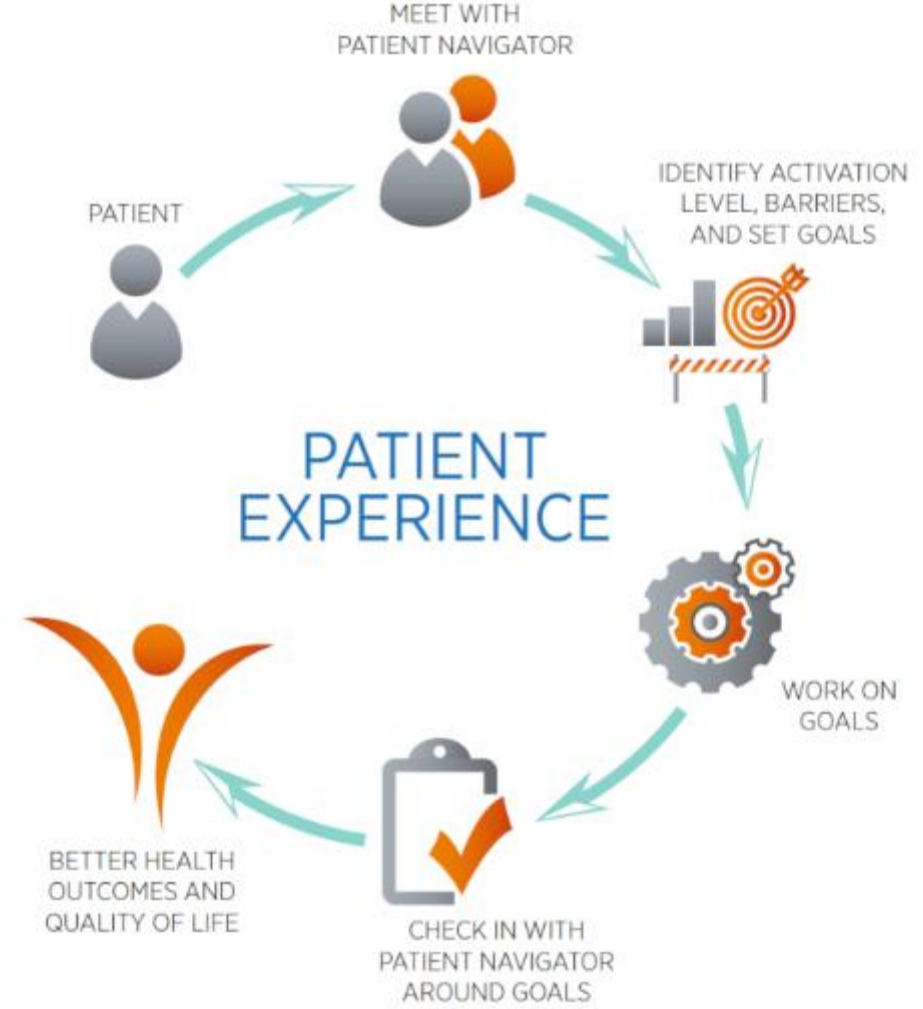 MEET WITH
PATIENT NAVIGATOR
PATIENT
IDENTIFY ACTIVATION
LEVEL, BARRIERS,
AND SET GOALS
PATIENT
EXPERIENCE
WORK ON
GOALS
CHECK IN WITH
PATIENT NAVIGATOR
AROUND GOALS
BETTER HEALTH
OUTCOMES AND
QUALITY OF LIFE